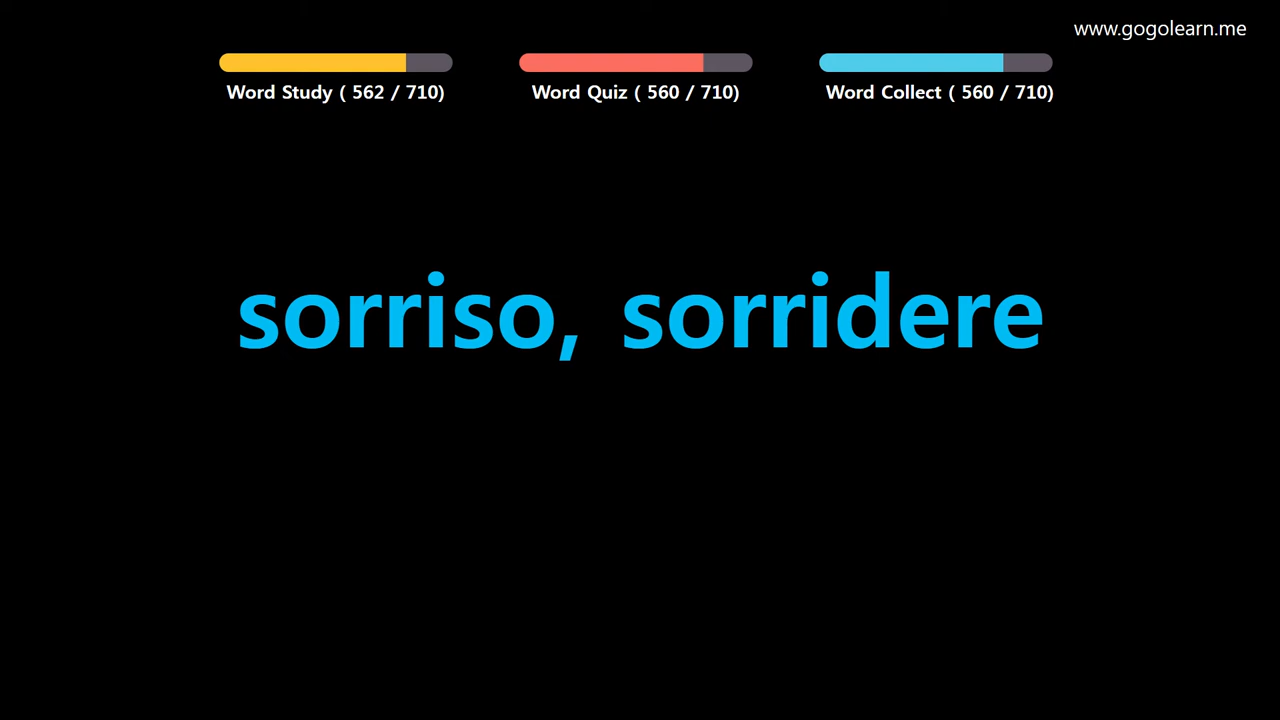 www.gogolearn.me
Word Study ( 562 / 710)
Word Quiz ( 560 / 710)
Word Collect ( 560 / 710)
sorriso, sorridere